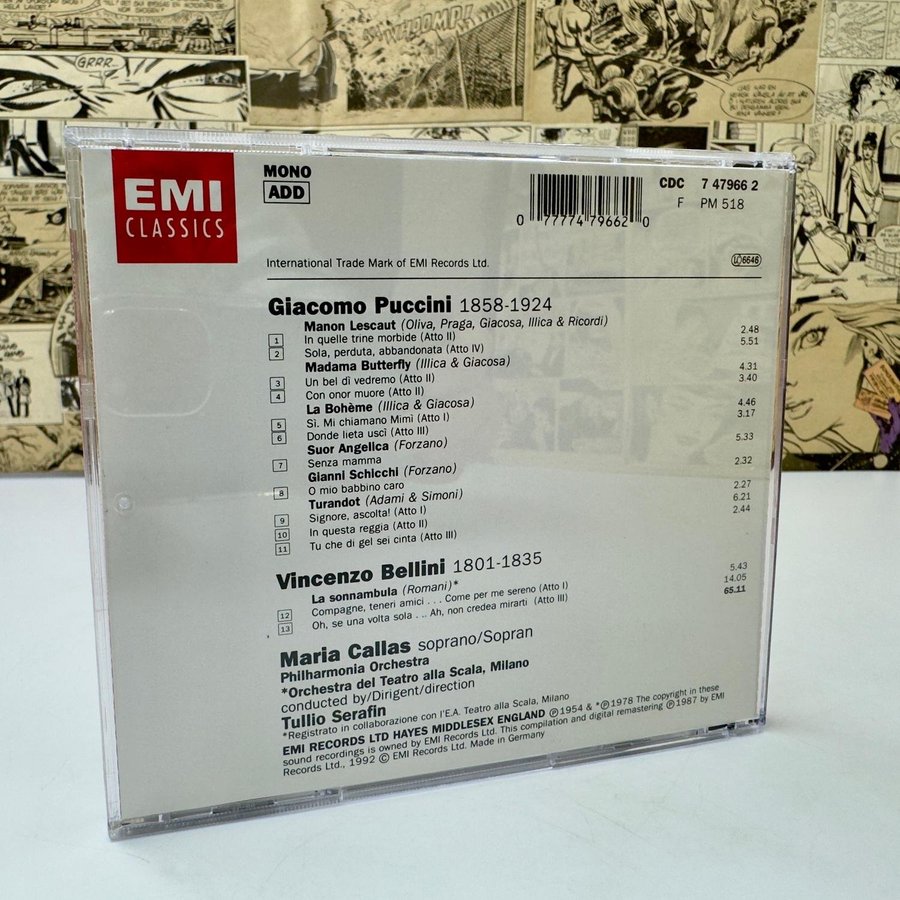 WHOOMP!
GRRR--
EMI
CLASSICS
MONO
ADD
0 77774 79662 0
CDC 7 47966 2
F PM 518
International Trade Mark of EMI Records Ltd.
LC 6646
Giacomo Puccini 1858-1924
Manon Lescaut (Oliva, Praga, Giacosa, Illica & Ricordi)
1 In quelle trine morbide (Atto II) 2.48
2 Sola, perduta, abbandonata (Atto IV) 5.51
Madama Butterfly (Illica & Giacosa)
3 Un bel dì vedremo (Atto II) 4.31
4 Con onor muore (Atto II) 3.40
La Bohème (Illica & Giacosa)
5 Sì. Mi chiamano Mimì (Atto I) 4.46
6 Donde lieta uscì (Atto III) 3.17
Suor Angelica (Forzano)
7 Senza mamma 5.33
Gianni Schicchi (Forzano)
8 O mio babbino caro 2.32
Turandot (Adami & Simoni)
9 Signore, ascolta! (Atto I) 2.27
10 In questa reggia (Atto II) 6.21
11 Tu che di gel sei cinta (Atto III) 2.44
Vincenzo Bellini 1801-1835
La sonnambula (Romani)*
12 Compagne, teneri amici . . . Come per me sereno (Atto I) 5.43
13 Oh, se una volta sola . . . Ah, non credea mirarti (Atto III) 14.05
65.11
Maria Callas soprano/Sopran
Philharmonia Orchestra
*Orchestra del Teatro alla Scala, Milano
conducted by/Dirigent/direction
Tullio Serafin
*Registrato in collaborazione con l'E.A. Teatro alla Scala, Milano
EMI RECORDS LTD HAYES MIDDLESEX ENGLAND ℗1954 & *℗1978 The copyright in these
sound recordings is owned by EMI Records Ltd. This compilation and digital remastering ℗1987 by EMI
Records Ltd., 1992 © EMI Records Ltd. Made in Germany